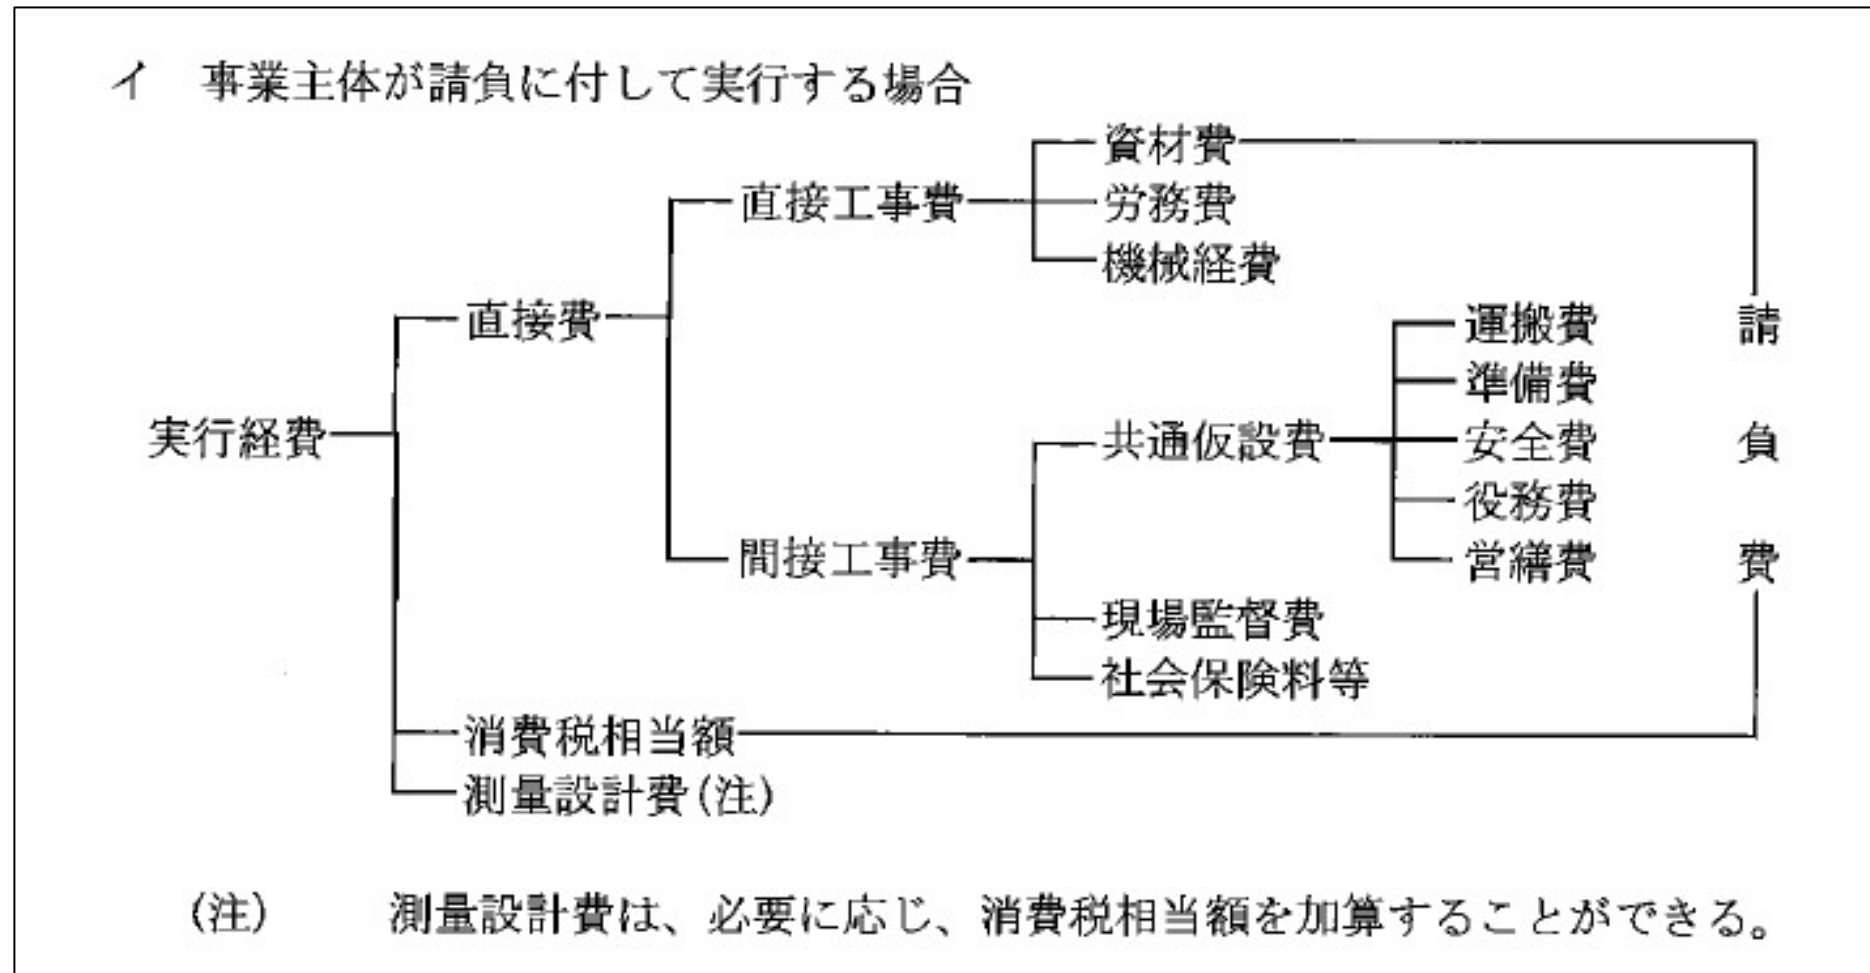 イ 事業主体が請負に付して実行する場合
資材費
直接工事費
労務費
機械経費
直接費
運搬費
請
準備費
実行経費
共通仮設費
安全費
負
役務費
間接工事費
営繕費
費
現場監督費
社会保険料等
消費税相当額
測量設計費(注)
(注) 測量設計費は、必要に応じ、消費税相当額を加算することができる。